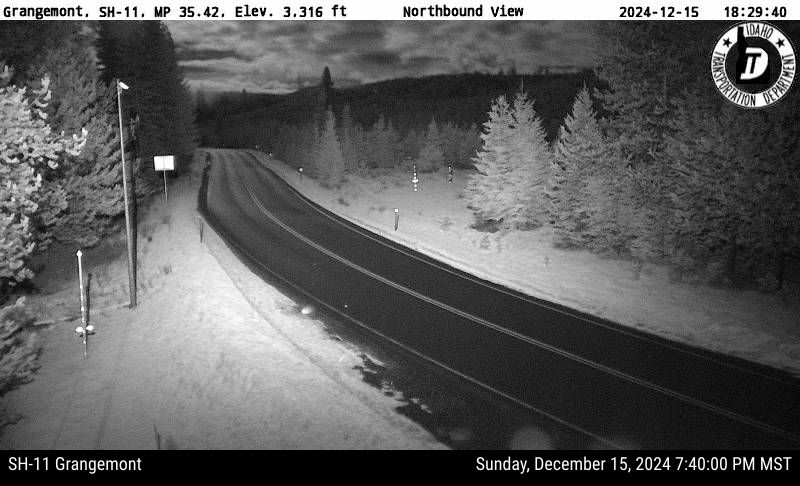 Grangemont, SH-11, MP 35.42, Elev. 3,316 ft Northbound View 2024-12-15 18:29:40
IDAHO
TRANSPORTATION DEPARTMENT
SH-11 Grangemont Sunday, December 15, 2024 7:40:00 PM MST